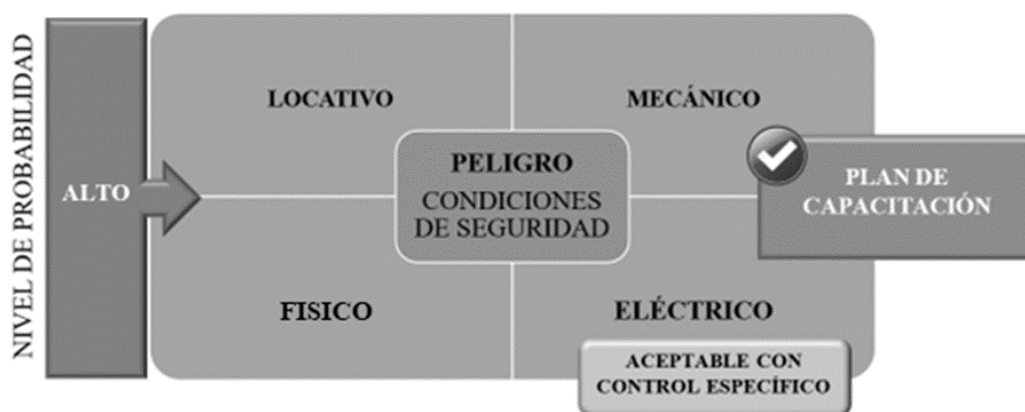 NIVEL DE PROBABILIDAD
ALTO
LOCATIVO
MECÁNICO
PELIGRO
CONDICIONES
DE SEGURIDAD
PLAN DE
CAPACITACIÓN
FISICO
ELÉCTRICO
ACEPTABLE CON
CONTROL ESPECÍFICO